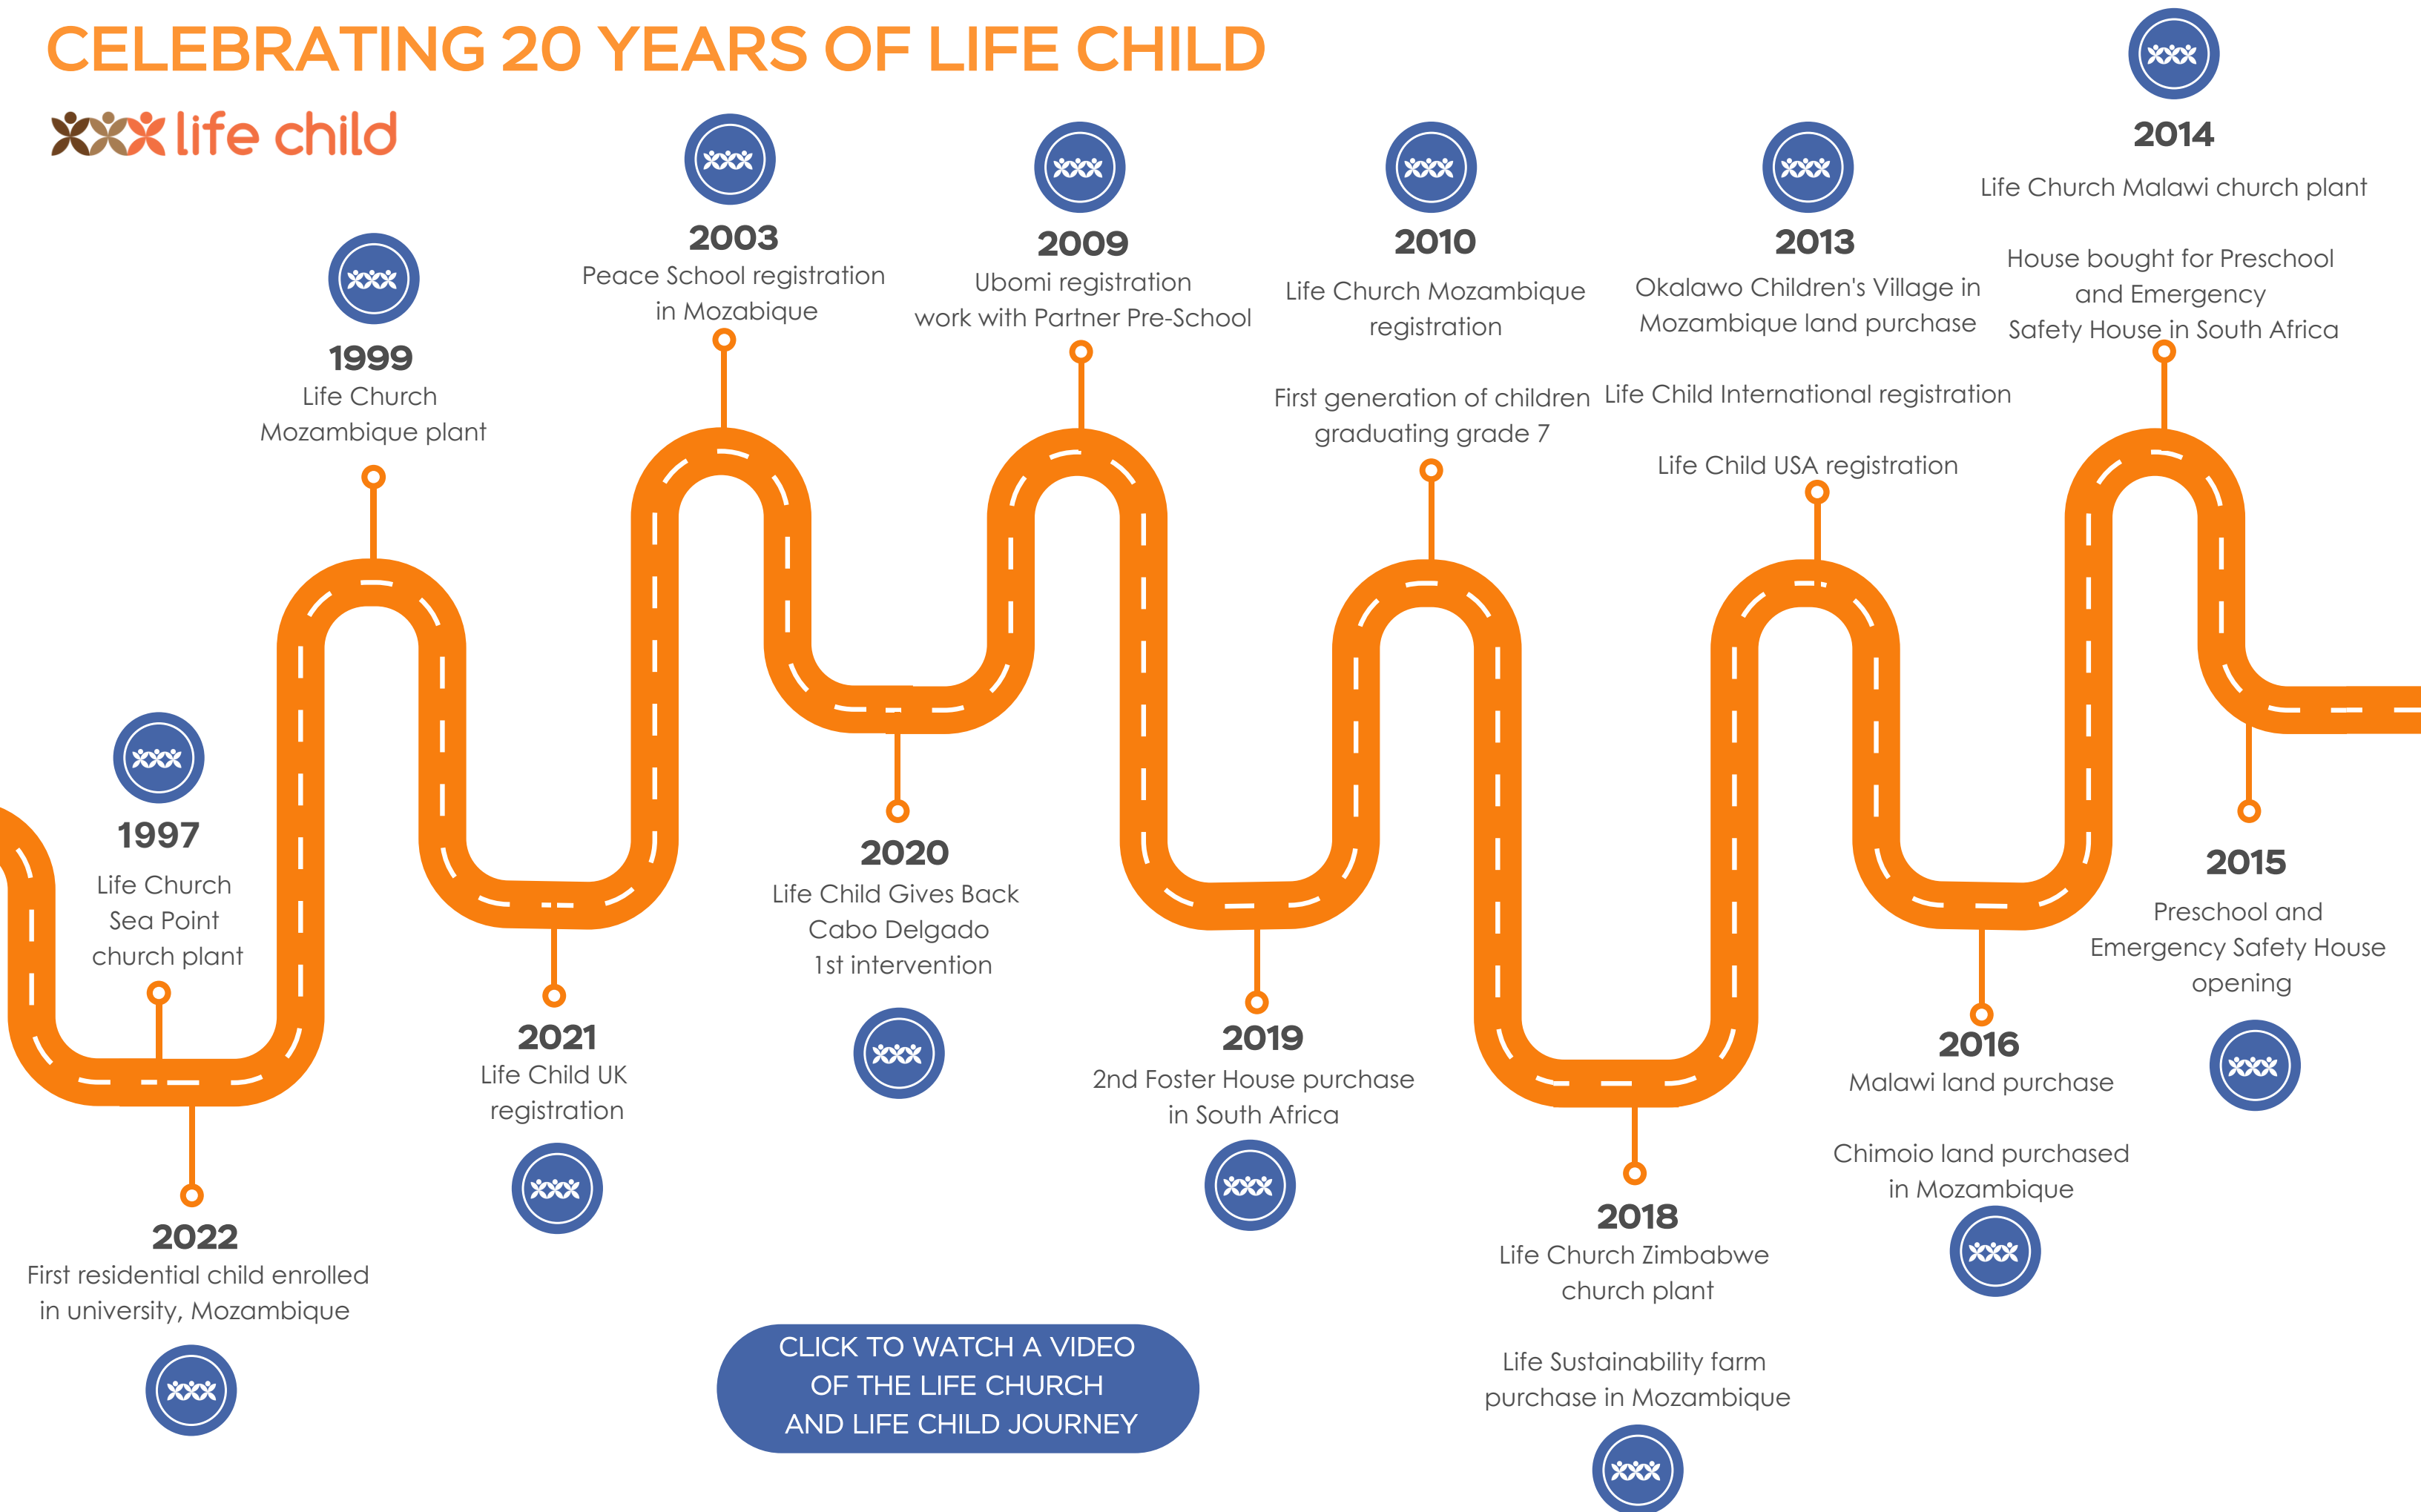 CELEBRATING 20 YEARS OF LIFE CHILD
life child
1997
Life Church
Sea Point
church plant
1999
Life Church
Mozambique plant
2003
Peace School registration
in Mozabique
2009
Ubomi registration
work with Partner Pre-School
2010
Life Church Mozambique
registration
First generation of children
graduating grade 7
2013
Okalawo Children's Village in
Mozambique land purchase
Life Child International registration
Life Child USA registration
2014
Life Church Malawi church plant
House bought for Preschool
and Emergency
Safety House in South Africa
2015
Preschool and
Emergency Safety House
opening
2016
Malawi land purchase
Chimoio land purchased
in Mozambique
2018
Life Church Zimbabwe
church plant
Life Sustainability farm
purchase in Mozambique
2019
2nd Foster House purchase
in South Africa
2020
Life Child Gives Back
Cabo Delgado
1st intervention
2021
Life Child UK
registration
2022
First residential child enrolled
in university, Mozambique
CLICK TO WATCH A VIDEO
OF THE LIFE CHURCH
AND LIFE CHILD JOURNEY